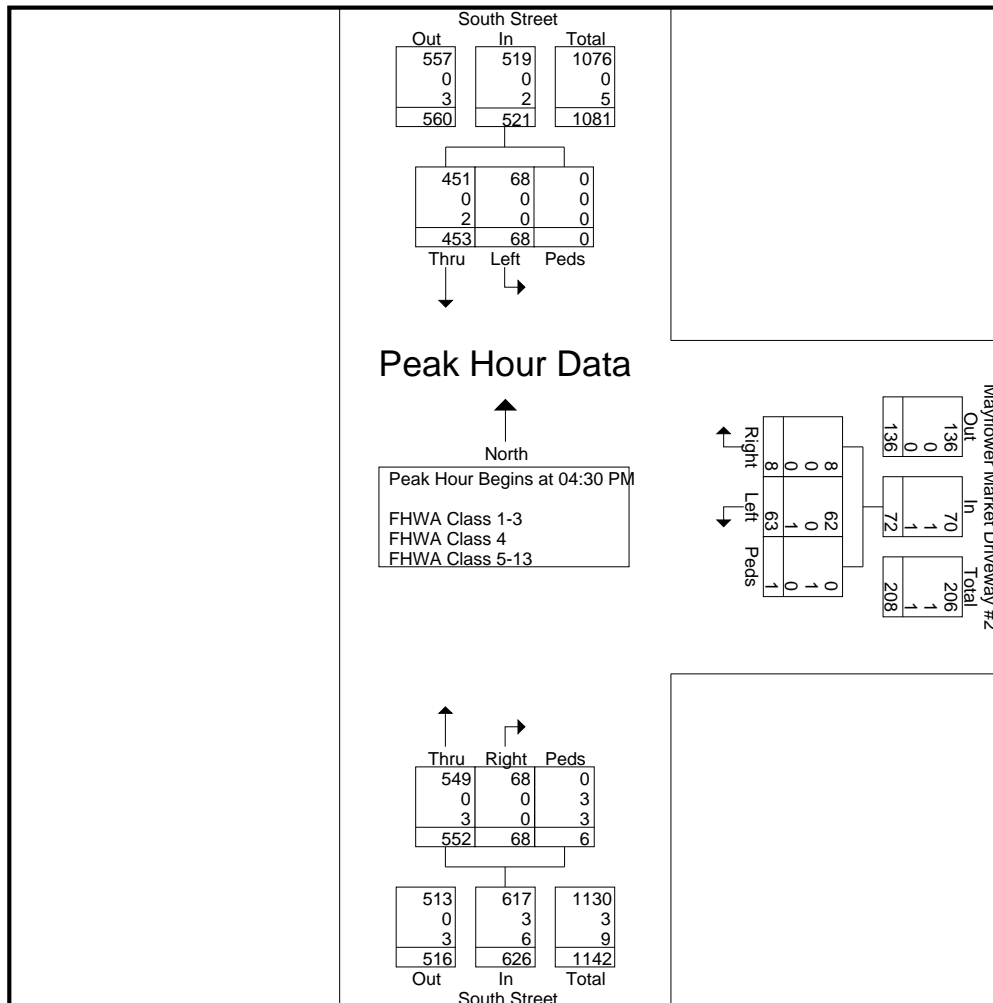 South Street
Out In Total
557 519 1076
0 0 0
3 2 5
560 521 1081
451 68 0
0 0 0
2 0 0
453 68 0
Thru Left Peds
Peak Hour Data
North
Peak Hour Begins at 04:30 PM
FHWA Class 1-3
FHWA Class 4
FHWA Class 5-13
Mayflower Market Driveway #2
Out In Total
136 70 206
0 1 1
0 1 1
136 72 208
8 62 0
0 0 1
0 1 0
8 63 1
Right Left Peds
Thru Right Peds
549 68 0
0 0 3
3 0 3
552 68 6
513 617 1130
0 3 3
3 6 9
516 626 1142
Out In Total
South Street